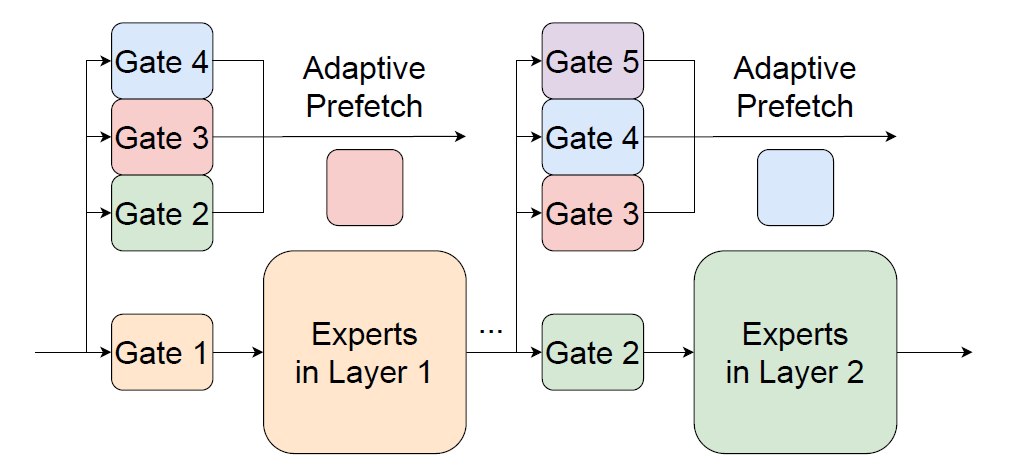 Gate 4
Gate 3
Gate 2
Adaptive
Prefetch
Gate 1
Experts
in Layer 1
...
Gate 5
Gate 4
Gate 3
Adaptive
Prefetch
Gate 2
Experts
in Layer 2